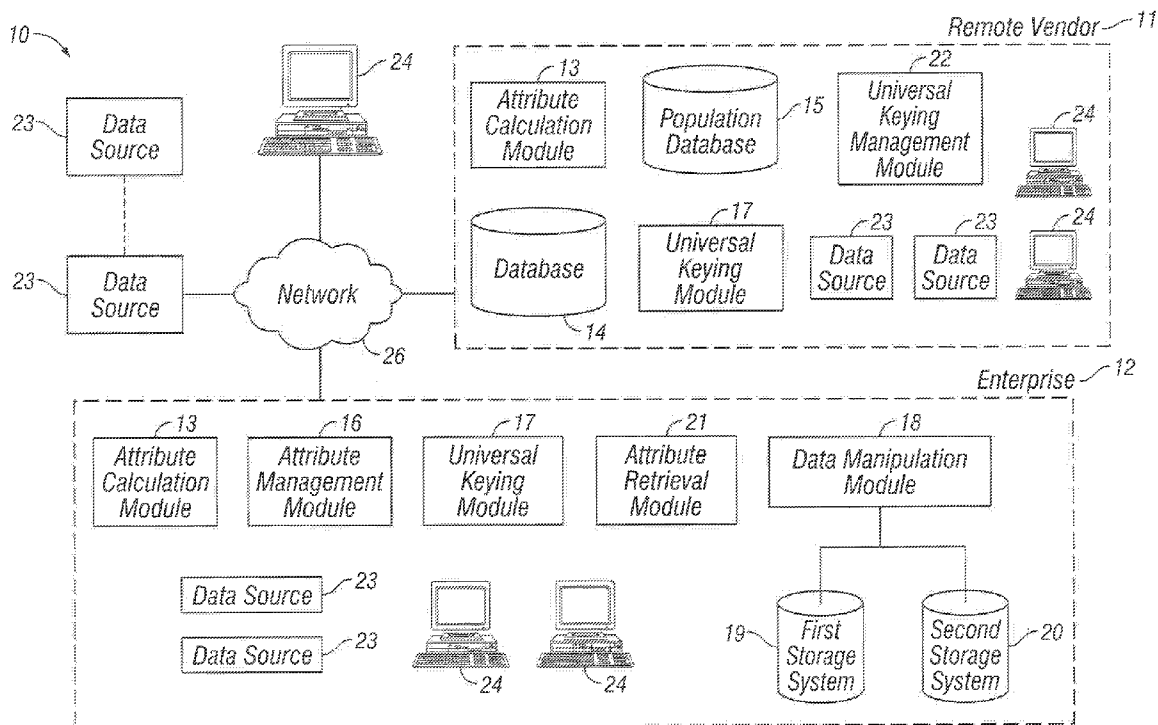 10
24
Remote Vendor 11
13
Attribute
Calculation
Module
Population
Database
15
22
Universal
Keying
Management
Module
24
23
Data
Source
23
Data
Source
Network
26
Database
14
17
Universal
Keying
Module
23
Data
Source
23
Data
Source
24
Enterprise 12
13
Attribute
Calculation
Module
16
Attribute
Management
Module
17
Universal
Keying
Module
21
Attribute
Retrieval
Module
18
Data Manipulation
Module
Data Source 23
Data Source 23
24
24
19
First
Storage
System
Second
Storage
System
20